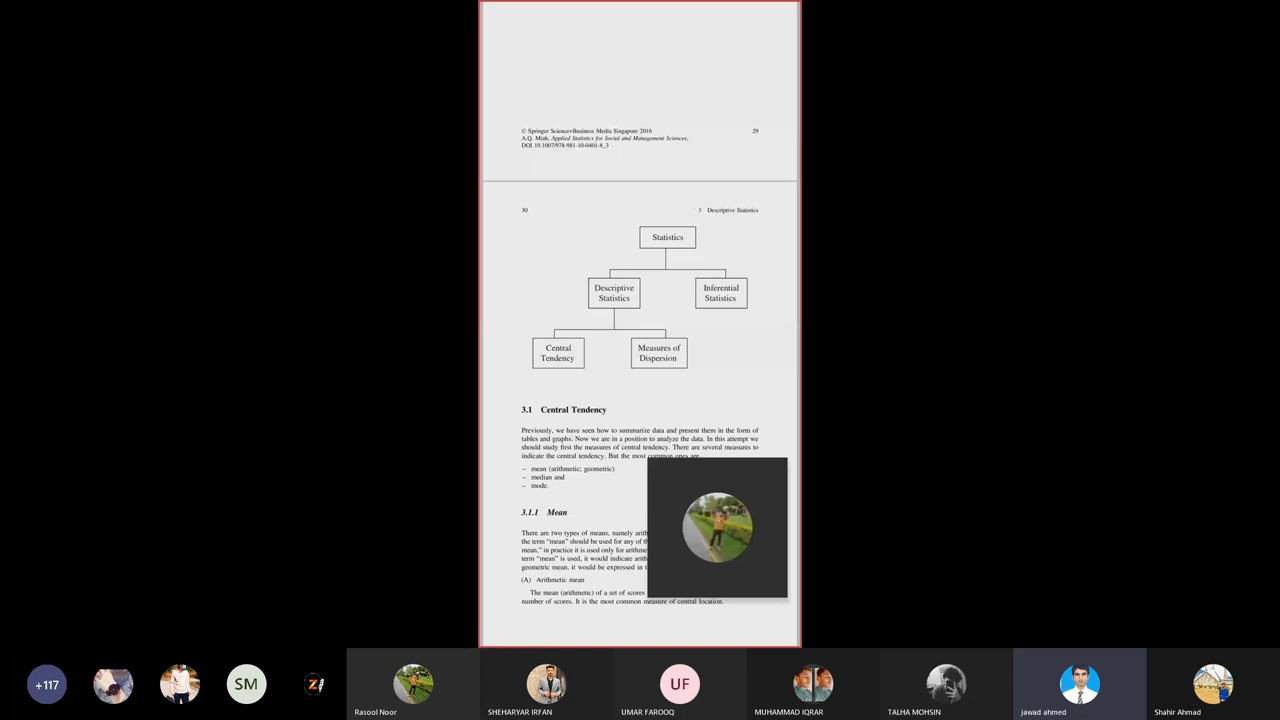 © Springer Science+Business Media Singapore 2016 29
A.Q. Miah, Applied Statistics for Social and Management Sciences,
DOI 10.1007/978-981-10-0401-8_3
30 3 Descriptive Statistics
Statistics
Descriptive
Statistics
Inferential
Statistics
Central
Tendency
Measures of
Dispersion
3.1 Central Tendency
Previously, we have seen how to summarize data and present them in the form of
tables and graphs. Now we are in a position to analyze the data. In this attempt we
should study first the measures of central tendency. There are several measures to
indicate the central tendency. But the most common ones are
– mean (arithmetic; geometric)
– median and
– mode.
3.1.1 Mean
There are two types of means, namely
the term “mean” should be used for any of
mean,” in practice it is used only for
term “mean” is used, it would indicate
geometric mean, it would be expressed in
(A) Arithmetic mean
The mean (arithmetic) of a set of scores
number of scores. It is the most common measure of central location.
+117
SM
Z
Rasool Noor
SHEHARYAR IRFAN
UF
UMAR FAROOQ
MUHAMMAD IQRAR
TALHA MOHSIN
jawad ahmed
Shahir Ahmad